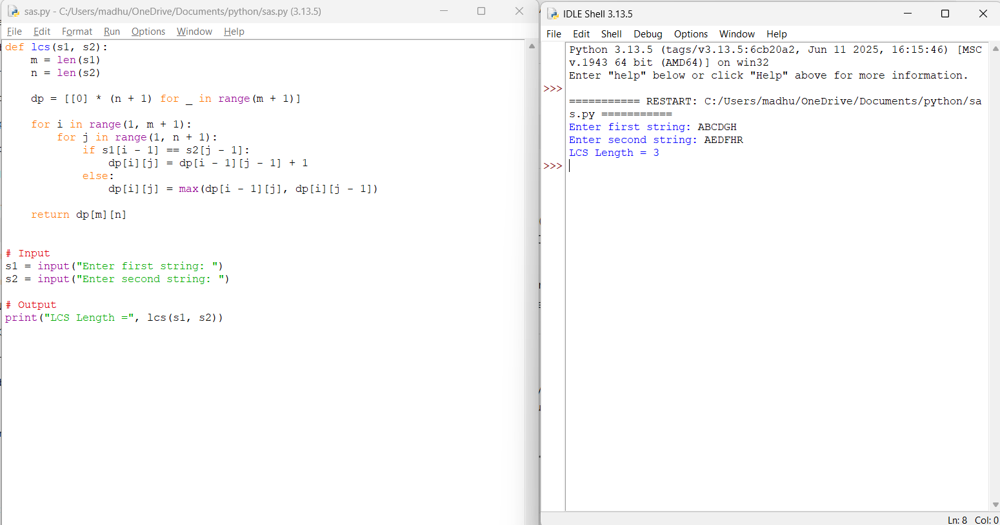 sas.py - C:/Users/madhu/OneDrive/Documents/python/sas.py (3.13.5)
File Edit Format Run Options Window Help
def lcs(s1, s2):
    m = len(s1)
    n = len(s2)

    dp = [[0] * (n + 1) for _ in range(m + 1)]

    for i in range(1, m + 1):
        for j in range(1, n + 1):
            if s1[i - 1] == s2[j - 1]:
                dp[i][j] = dp[i - 1][j - 1] + 1
            else:
                dp[i][j] = max(dp[i - 1][j], dp[i][j - 1])

    return dp[m][n]


# Input
s1 = input("Enter first string: ")
s2 = input("Enter second string: ")

# Output
print("LCS Length =", lcs(s1, s2))
IDLE Shell 3.13.5
File Edit Shell Debug Options Window Help
Python 3.13.5 (tags/v3.13.5:6cb20a2, Jun 11 2025, 16:15:46) [MSC
v.1943 64 bit (AMD64)] on win32
Enter "help" below or click "Help" above for more information.
>>>
=========== RESTART: C:/Users/madhu/OneDrive/Documents/python/sa
s.py ===========
Enter first string: ABCDGH
Enter second string: AEDFHR
LCS Length = 3
>>>
Ln: 8 Col: 0